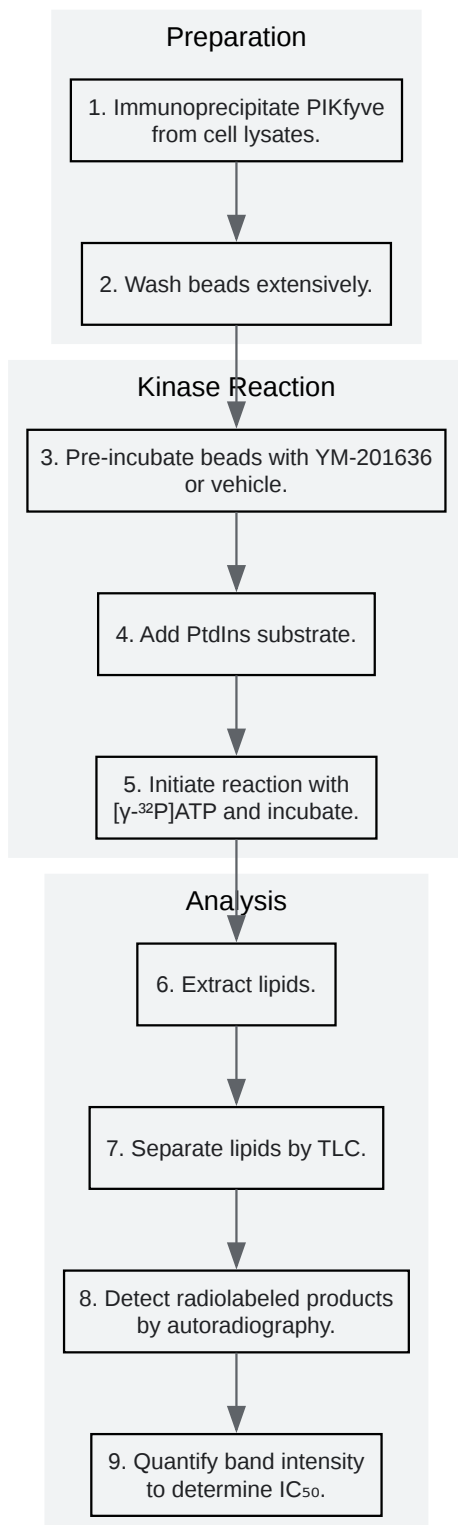 Preparation
1. Immunoprecipitate PIKfyve
from cell lysates.
2. Wash beads extensively.
Kinase Reaction
3. Pre-incubate beads with YM-201636
or vehicle.
4. Add PtdIns substrate.
5. Initiate reaction with
[γ-³²P]ATP and incubate.
Analysis
6. Extract lipids.
7. Separate lipids by TLC.
8. Detect radiolabeled products
by autoradiography.
9. Quantify band intensity
to determine IC₅₀.